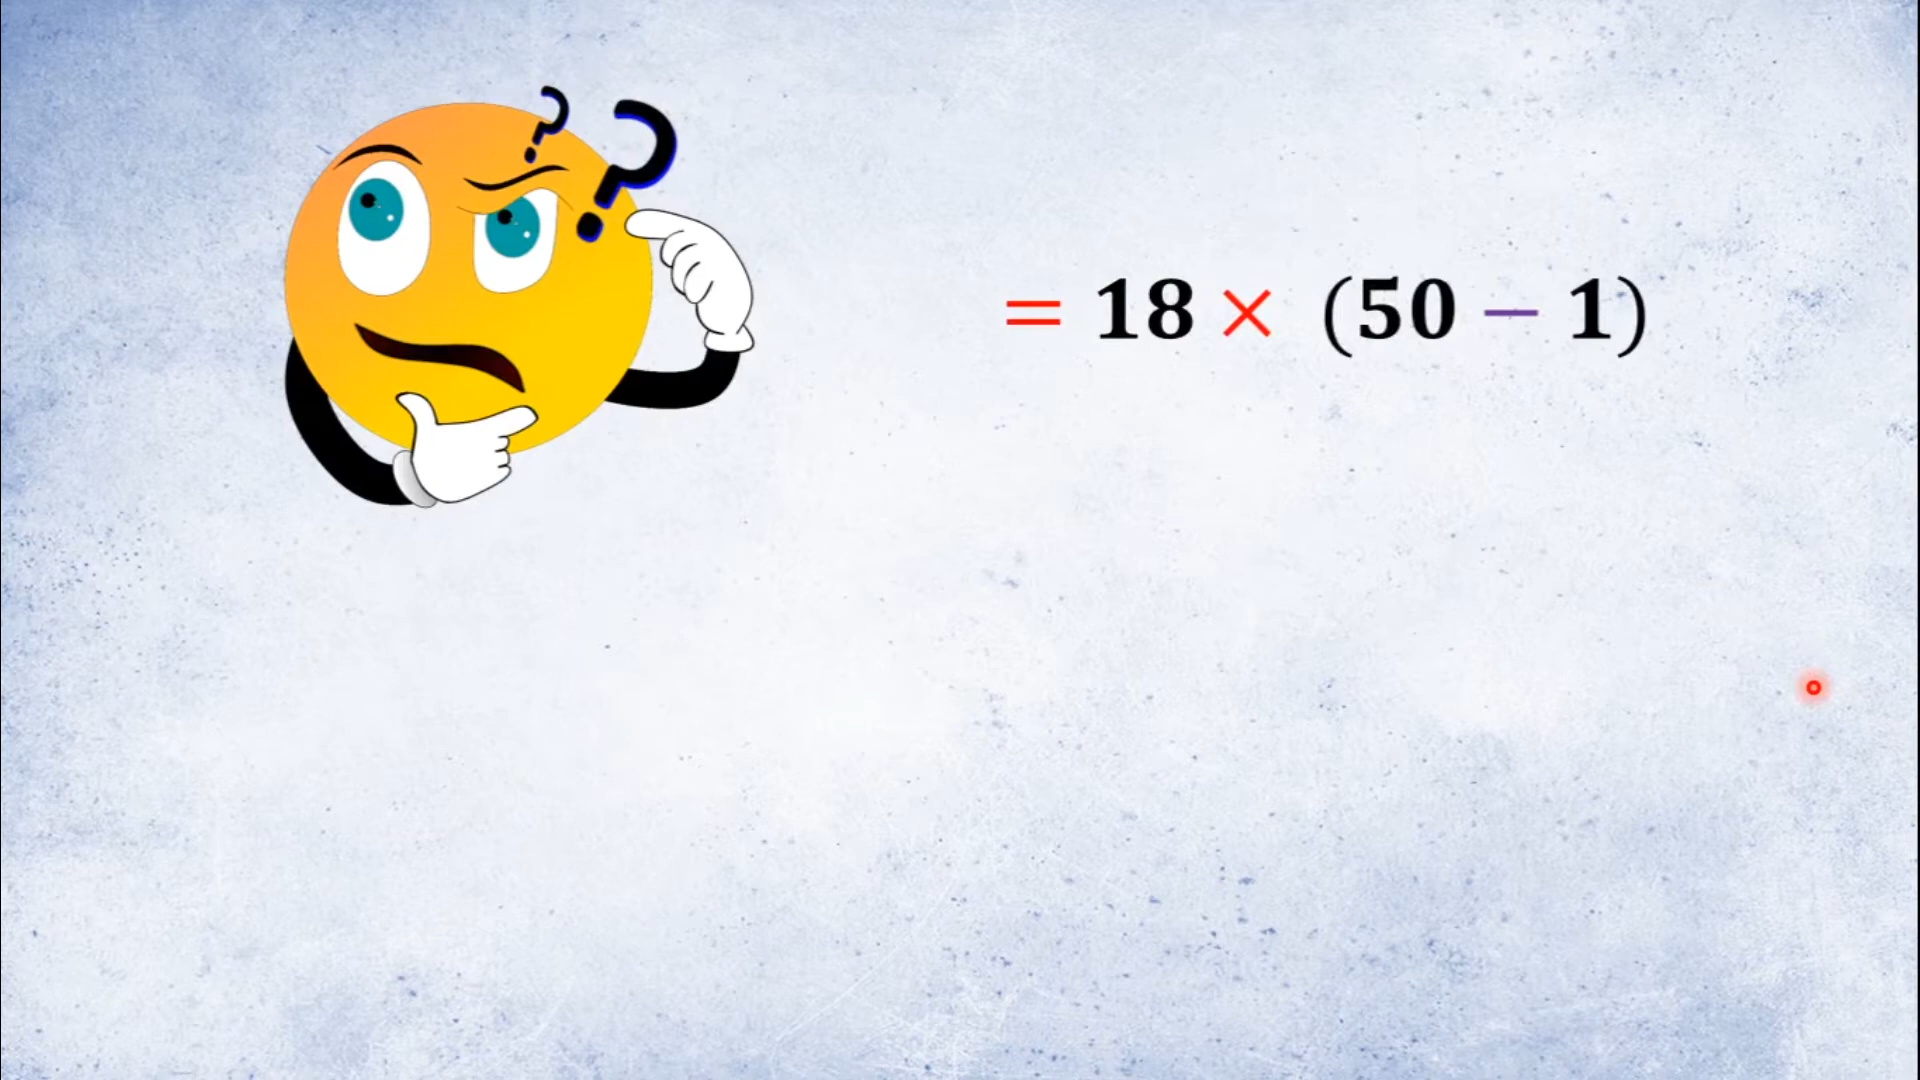 ? ?
= 18 × (50 − 1)